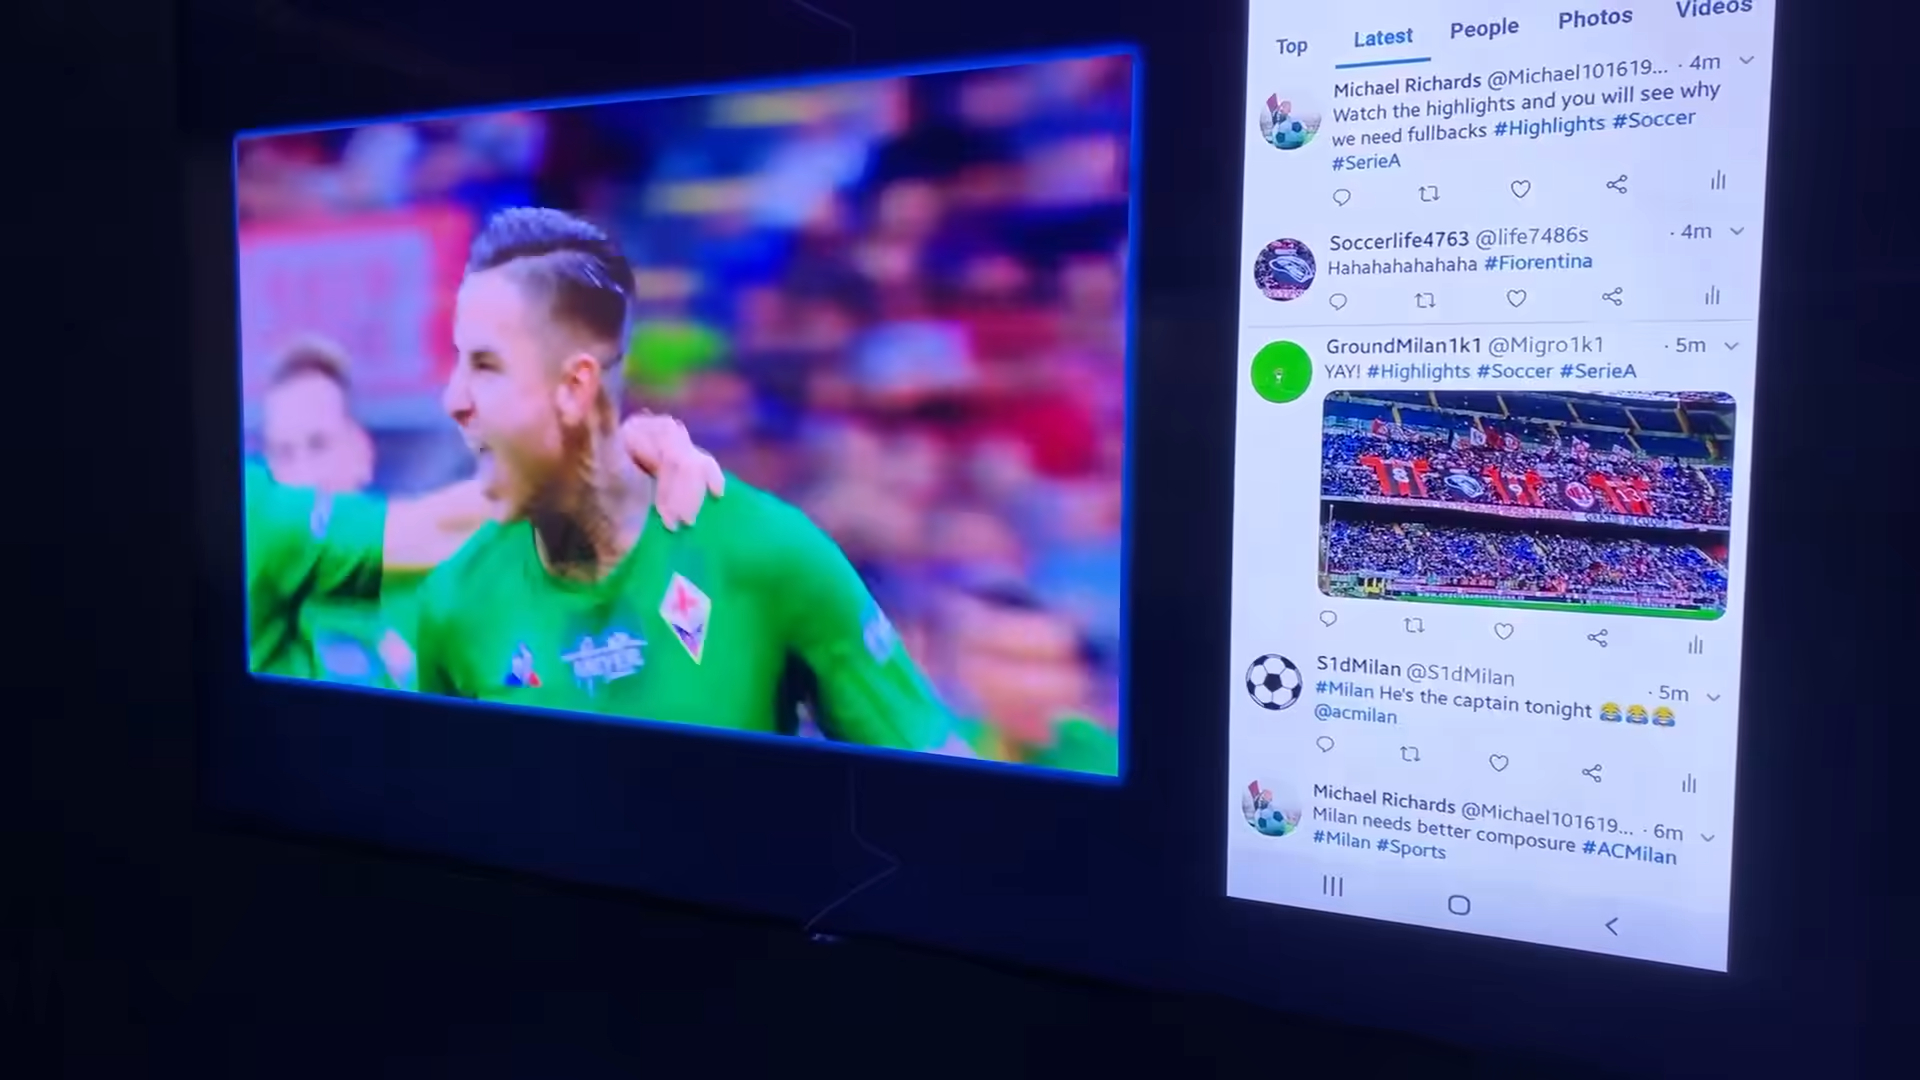 Top Latest People Photos Videos
Michael Richards @Michael101619... · 4m
Watch the highlights and you will see why
we need fullbacks #Highlights #Soccer
#SerieA
Soccerlife4763 @life7486s · 4m
Hahahahahahaha #Fiorentina
GroundMilan1k1 @Migro1k1 · 5m
YAY! #Highlights #Soccer #SerieA
S1dMilan @S1dMilan · 5m
#Milan He's the captain tonight 😂😂😂
@acmilan
Michael Richards @Michael101619... · 6m
Milan needs better composure #ACMilan
#Milan #Sports
MEYER